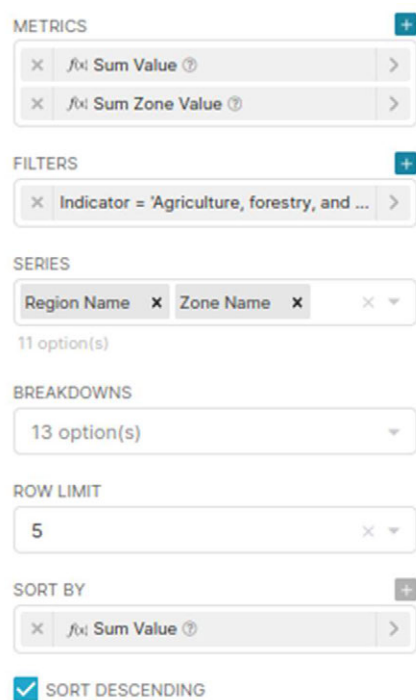 METRICS
f(x) Sum Value
f(x) Sum Zone Value
FILTERS
Indicator = 'Agriculture, forestry, and ...
SERIES
Region Name × Zone Name ×
11 option(s)
BREAKDOWNS
13 option(s)
ROW LIMIT
5
SORT BY
f(x) Sum Value
SORT DESCENDING